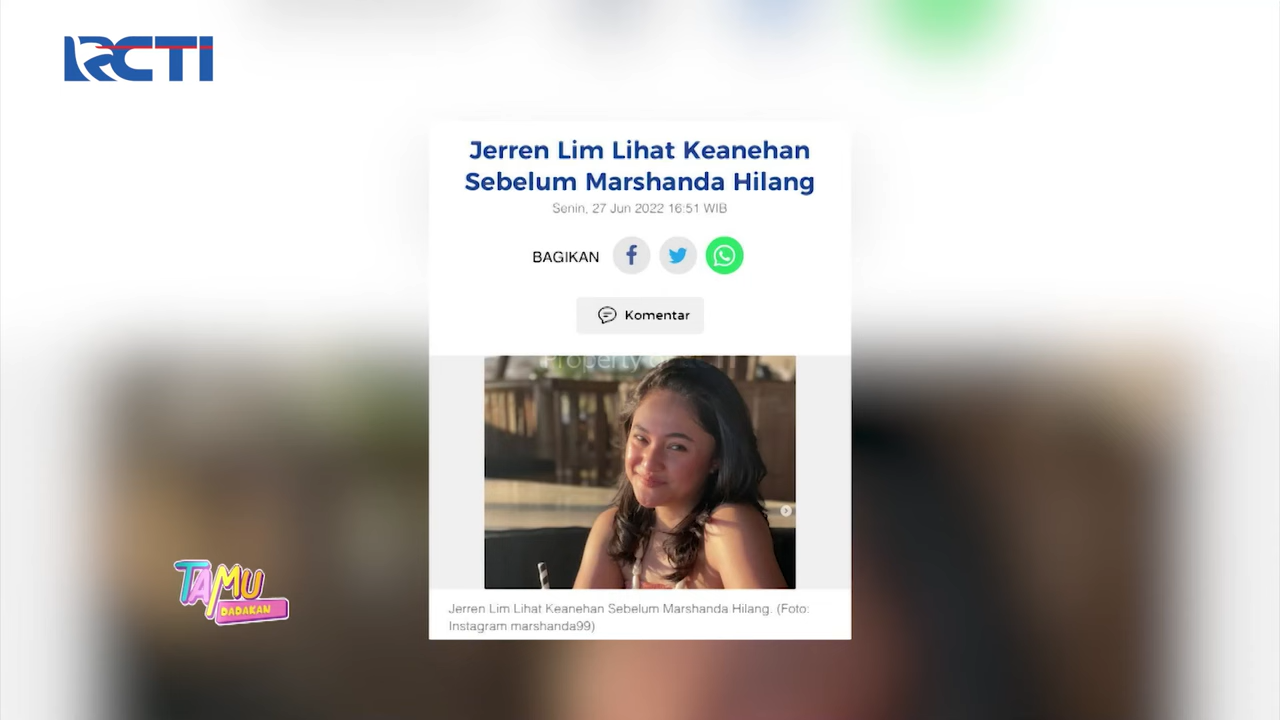 RCTI
Jerren Lim Lihat Keanehan
Sebelum Marshanda Hilang
Senin, 27 Jun 2022 16:51 WIB
BAGIKAN
Komentar
Property
TAMU
DADAKAN
Jerren Lim Lihat Keanehan Sebelum Marshanda Hilang. (Foto:
Instagram marshanda99)